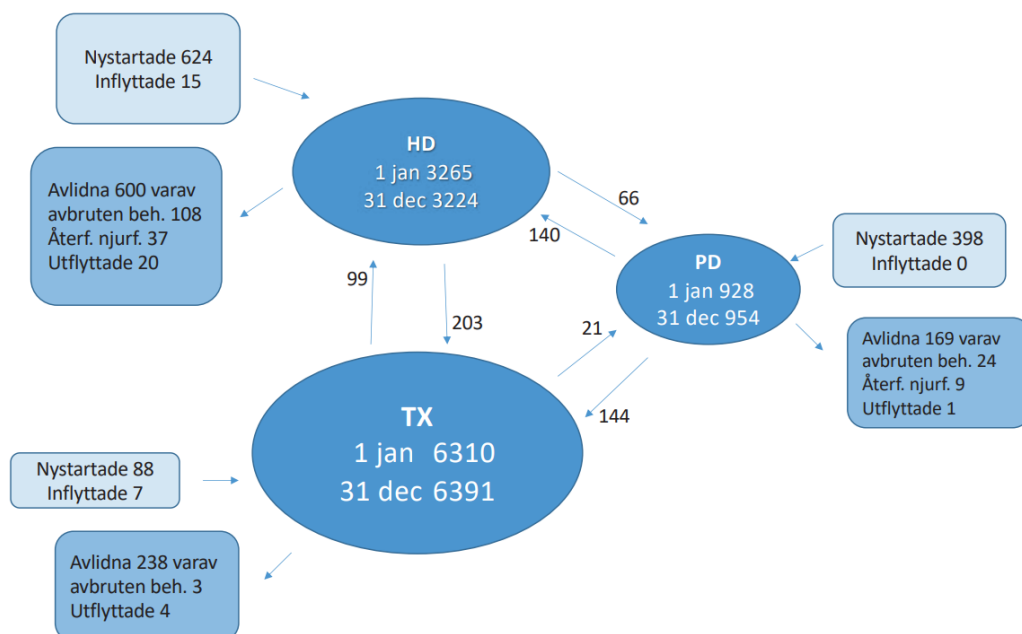 Nystartade 624
Inflyttade 15
HD
1 jan 3265
31 dec 3224
Avlidna 600 varav
avbruten beh. 108
Återf. njurf. 37
Utflyttade 20
66
140
Nystartade 398
Inflyttade 0
PD
1 jan 928
31 dec 954
99
203
21
144
Avlidna 169 varav
avbruten beh. 24
Återf. njurf. 9
Utflyttade 1
TX
1 jan 6310
31 dec 6391
Nystartade 88
Inflyttade 7
Avlidna 238 varav
avbruten beh. 3
Utflyttade 4